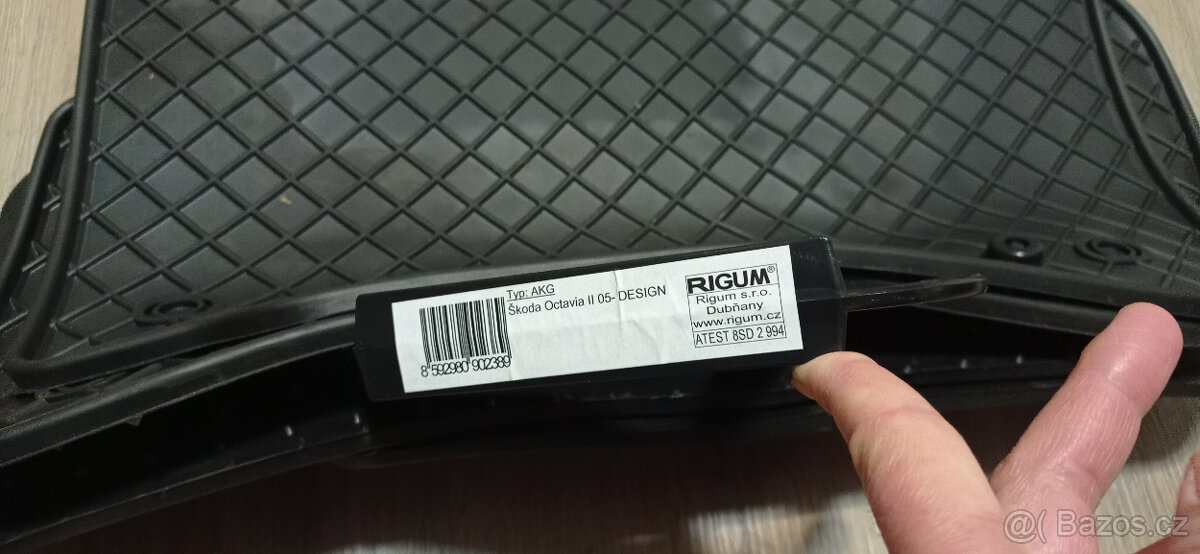 Typ: AKG
Škoda Octavia II 05- DESIGN
8 592980 902389
RIGUM®
Rigum s.r.o.
Dubňany
www.rigum.cz
ATEST 8SD 2 994
@( Bazos.cz